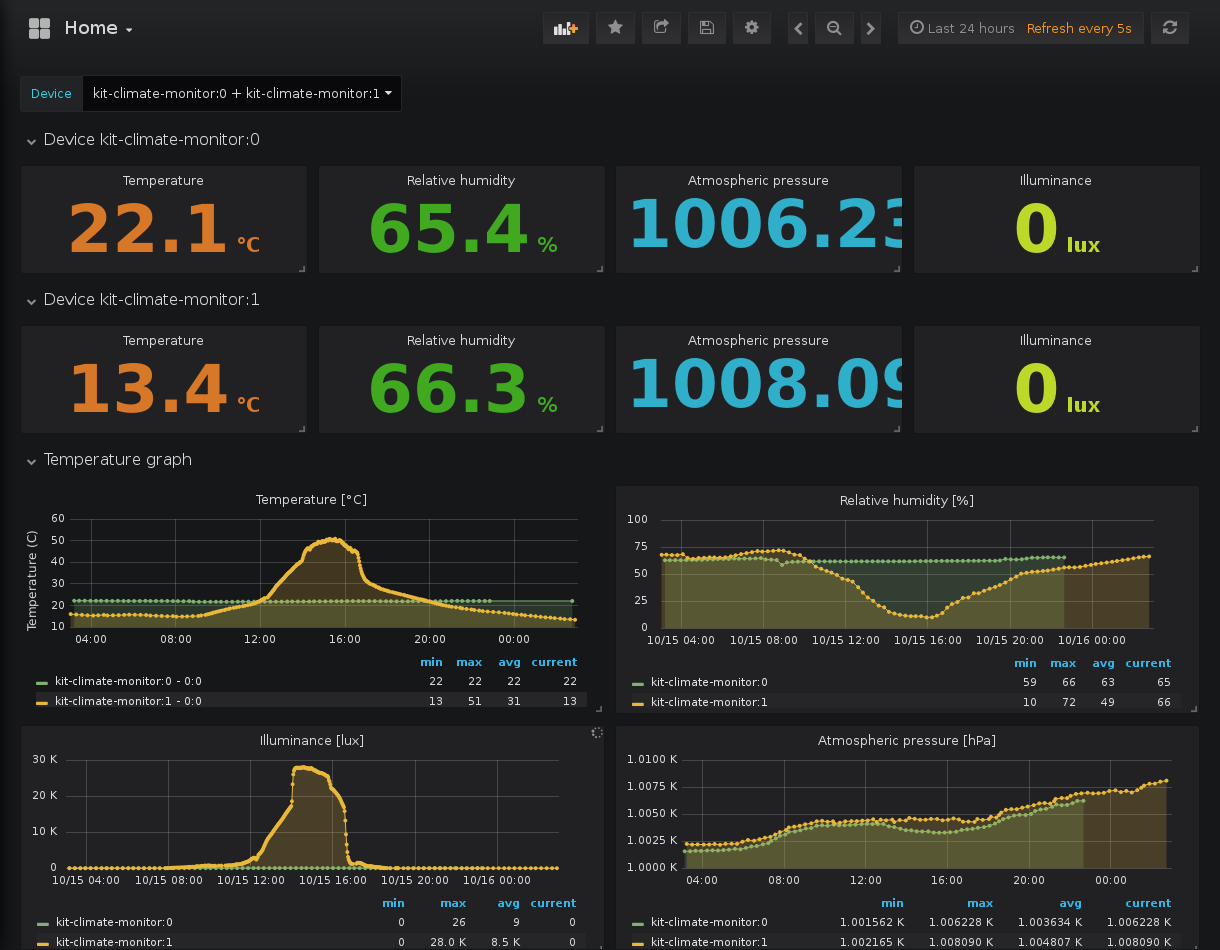 Home
Last 24 hours Refresh every 5s
Device kit-climate-monitor:0 + kit-climate-monitor:1
Device kit-climate-monitor:0
Temperature Relative humidity Atmospheric pressure Illuminance
22.1 °C 65.4 % 1006.23 0 lux
Device kit-climate-monitor:1
Temperature Relative humidity Atmospheric pressure Illuminance
13.4 °C 66.3 % 1008.09 0 lux
Temperature graph
Temperature [°C]
Temperature (C)
60
50
40
30
20
10
04:00 08:00 12:00 16:00 20:00 00:00
min max avg current
kit-climate-monitor:0 - 0:0 22 22 22 22
kit-climate-monitor:1 - 0:0 13 51 31 13
Relative humidity [%]
100
75
50
25
0
10/15 04:00 10/15 08:00 10/15 12:00 10/15 16:00 10/15 20:00 10/16 00:00
min max avg current
kit-climate-monitor:0 59 66 63 65
kit-climate-monitor:1 10 72 49 66
Illuminance [lux]
30 K
20 K
10 K
0
10/15 04:00 10/15 08:00 10/15 12:00 10/15 16:00 10/15 20:00 10/16 00:00
min max avg current
kit-climate-monitor:0 0 26 9 0
kit-climate-monitor:1 0 28.0 K 8.5 K 0
Atmospheric pressure [hPa]
1.0100 K
1.0075 K
1.0050 K
1.0025 K
1.0000 K
04:00 08:00 12:00 16:00 20:00 00:00
min max avg current
kit-climate-monitor:0 1.001562 K 1.006228 K 1.003634 K 1.006228 K
kit-climate-monitor:1 1.002165 K 1.008090 K 1.004807 K 1.008090 K